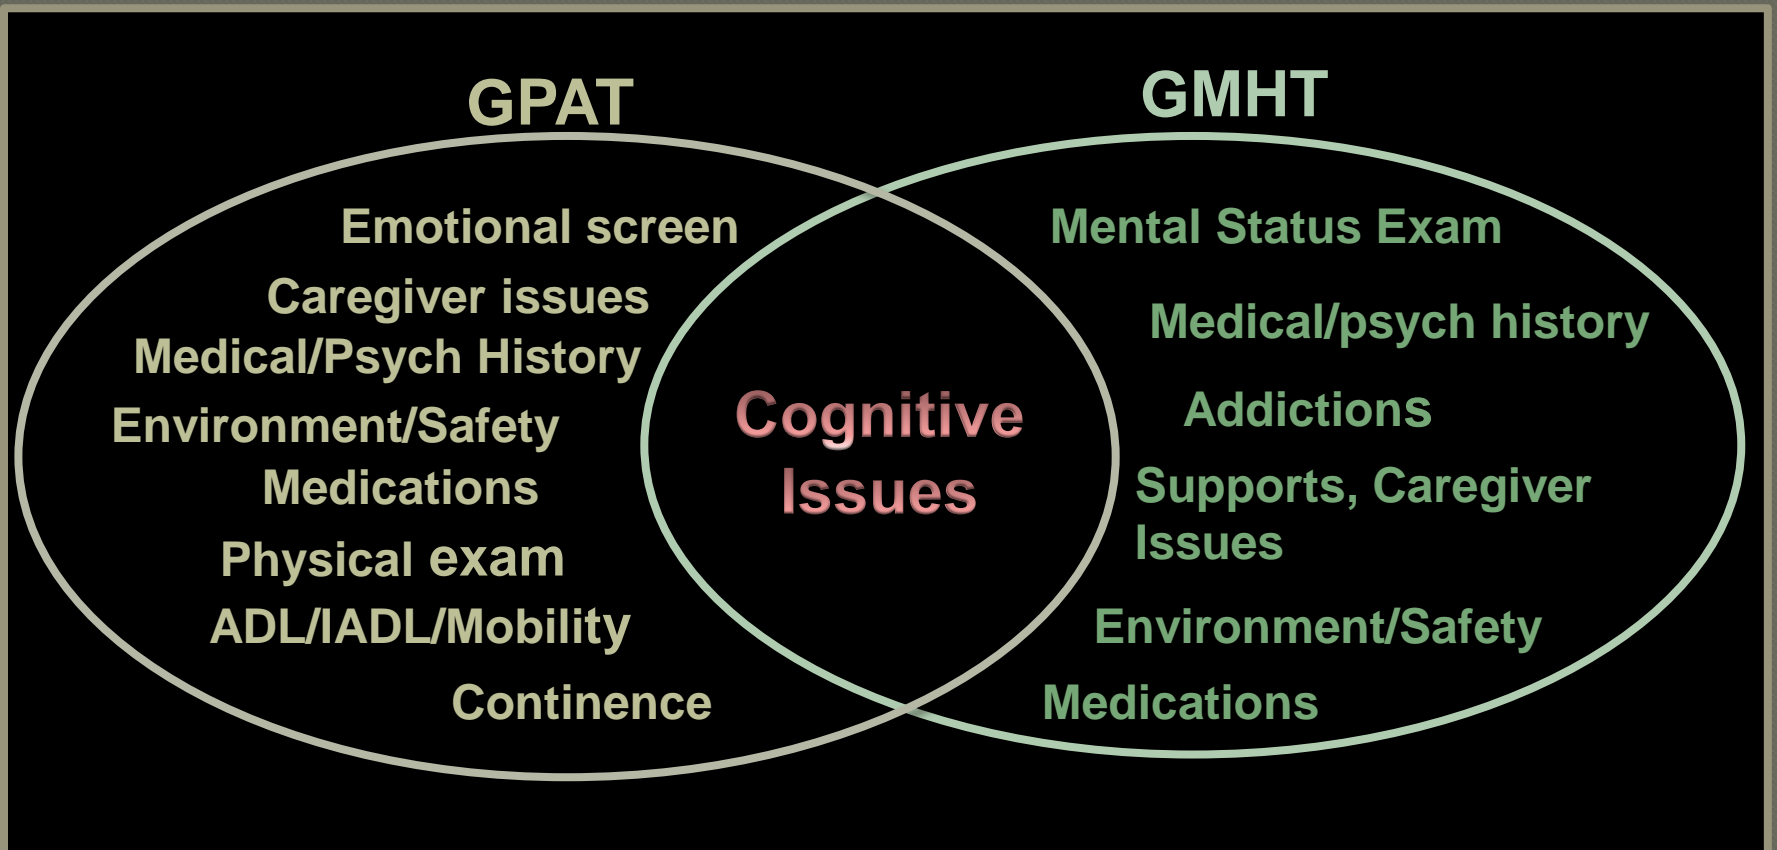 GPAT
GMHT
Emotional screen
Caregiver issues
Medical/Psych History
Environment/Safety
Medications
Physical exam
ADL/IADL/Mobility
Continence
Cognitive
Issues
Mental Status Exam
Medical/psych history
Addictions
Supports, Caregiver
Issues
Environment/Safety
Medications